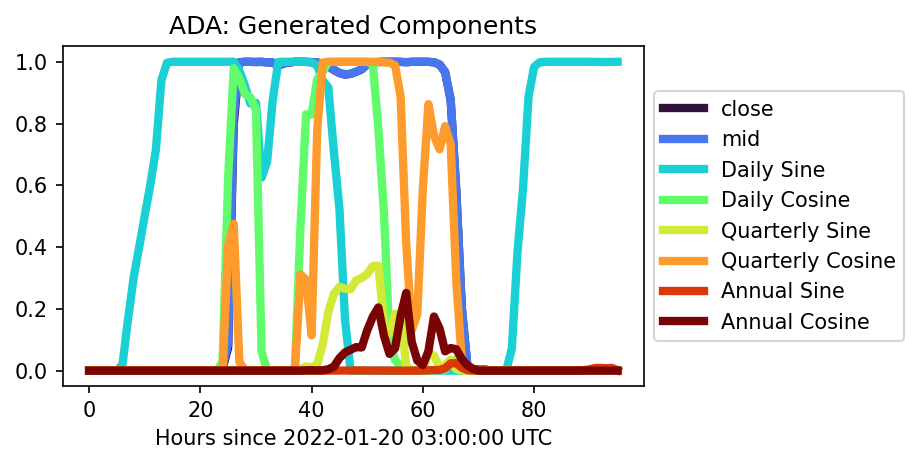 ADA: Generated Components
1.0
0.8
0.6
0.4
0.2
0.0
0
20
40
60
80
Hours since 2022-01-20 03:00:00 UTC
close
mid
Daily Sine
Daily Cosine
Quarterly Sine
Quarterly Cosine
Annual Sine
Annual Cosine